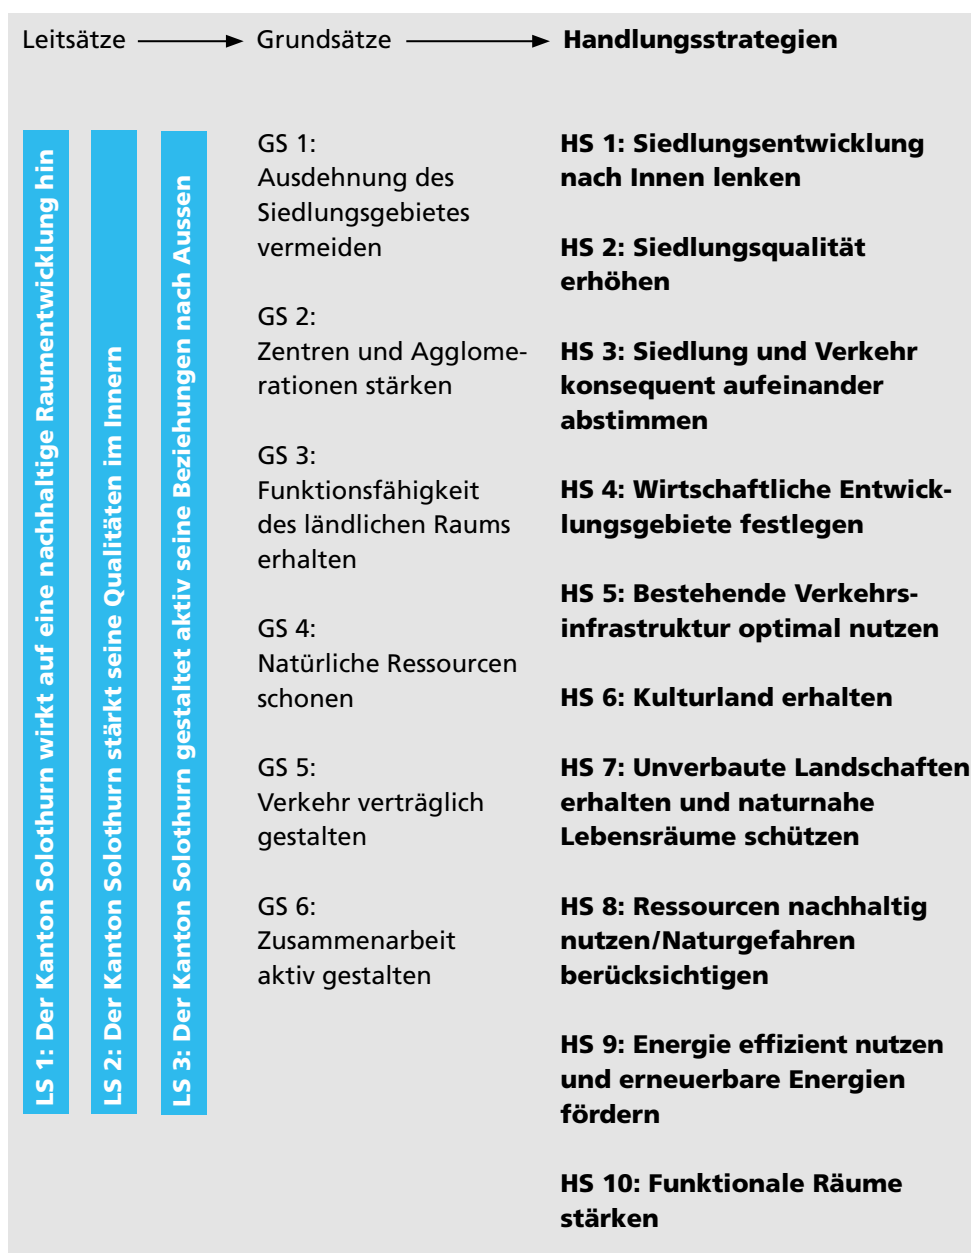 Leitsätze Grundsätze Handlungsstrategien
LS 1: Der Kanton Solothurn wirkt auf eine nachhaltige Raumentwicklung hin
LS 2: Der Kanton Solothurn stärkt seine Qualitäten im Innern
LS 3: Der Kanton Solothurn gestaltet aktiv seine Beziehungen nach Aussen
GS 1:
Ausdehnung des
Siedlungsgebietes
vermeiden
GS 2:
Zentren und Agglome-
rationen stärken
GS 3:
Funktionsfähigkeit
des ländlichen Raums
erhalten
GS 4:
Natürliche Ressourcen
schonen
GS 5:
Verkehr verträglich
gestalten
GS 6:
Zusammenarbeit
aktiv gestalten
HS 1: Siedlungsentwicklung
nach Innen lenken
HS 2: Siedlungsqualität
erhöhen
HS 3: Siedlung und Verkehr
konsequent aufeinander
abstimmen
HS 4: Wirtschaftliche Entwick-
lungsgebiete festlegen
HS 5: Bestehende Verkehrs-
infrastruktur optimal nutzen
HS 6: Kulturland erhalten
HS 7: Unverbaute Landschaften
erhalten und naturnahe
Lebensräume schützen
HS 8: Ressourcen nachhaltig
nutzen/Naturgefahren
berücksichtigen
HS 9: Energie effizient nutzen
und erneuerbare Energien
fördern
HS 10: Funktionale Räume
stärken